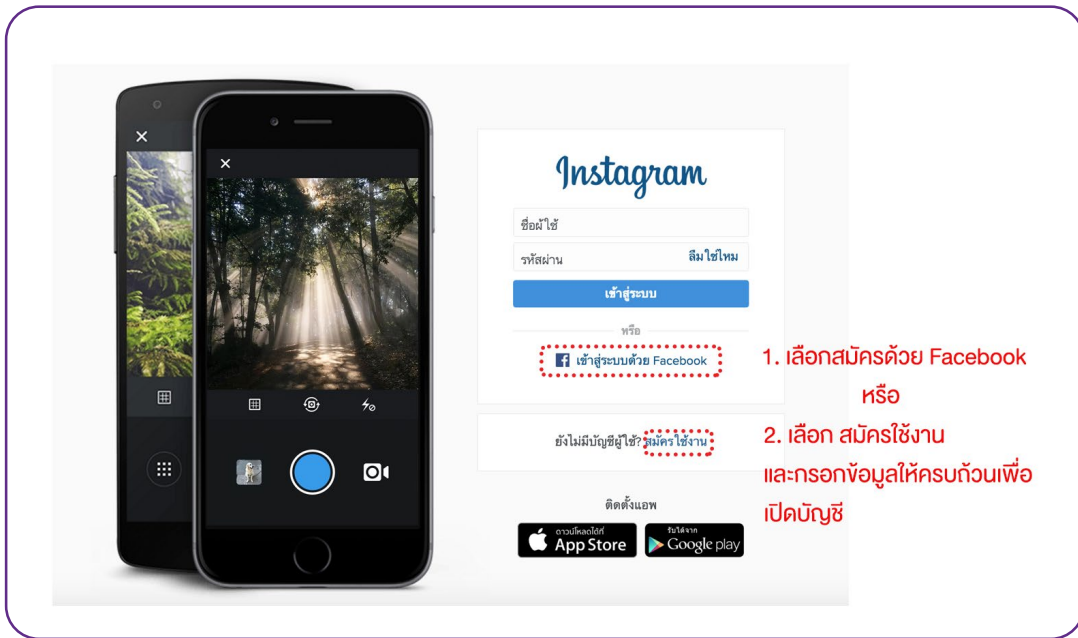 Instagram
ชื่อผู้ใช้
รหัสผ่าน ลืมใช่ไหม
เข้าสู่ระบบ
หรือ
เข้าสู่ระบบด้วย Facebook
1. เลือกสมัครด้วย Facebook
หรือ
ยังไม่มีบัญชีผู้ใช้? สมัครใช้งาน
2. เลือก สมัครใช้งาน
และกรอกข้อมูลให้ครบถ้วนเพื่อ
เปิดบัญชี
ติดตั้งแอพ
ดาวน์โหลดได้ที่
App Store
รับได้จาก
Google play